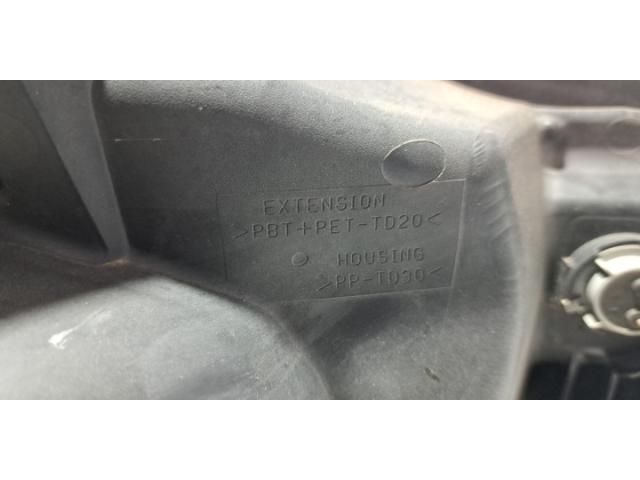 EXTENSION
>PBT+PET-TD20<
HOUSING
>PP-TD30<